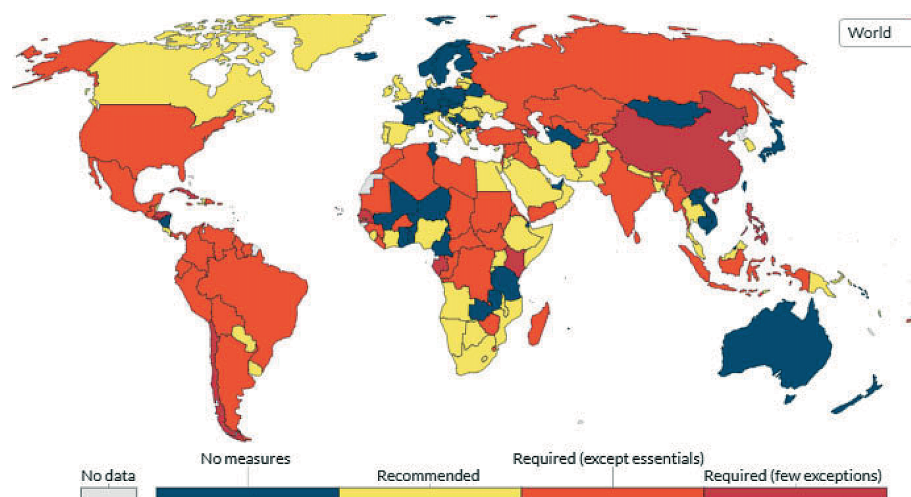 World
No measures
Required (except essentials)
No data
Recommended
Required (few exceptions)